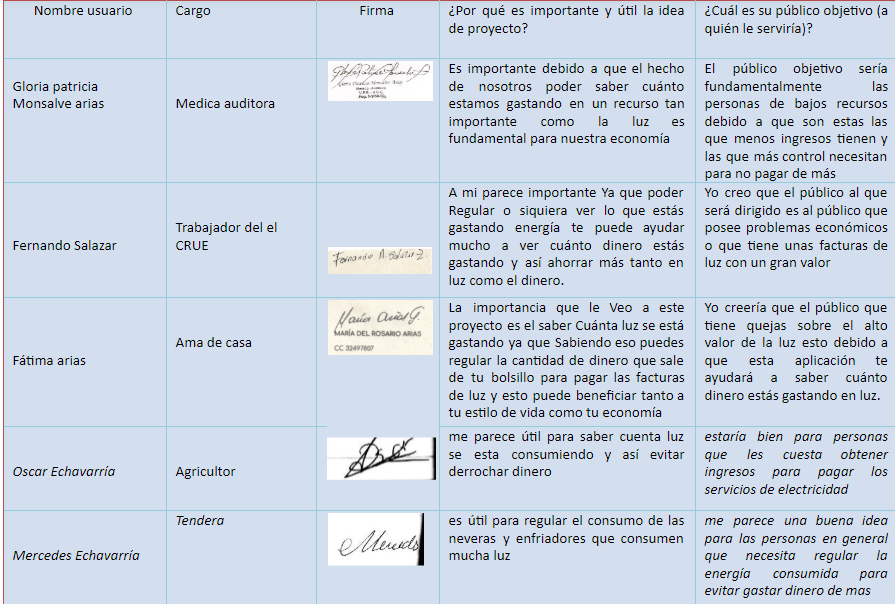 Nombre usuario
Cargo
Firma
¿Por qué es importante y útil la idea
de proyecto?
¿Cuál es su público objetivo (a
quién le serviría)?
Gloria patricia
Monsalve arias
Medica auditora
Es importante debido a que el hecho
de nosotros poder saber cuánto
estamos gastando en un recurso tan
importante como la luz es
fundamental para nuestra economía
El público objetivo sería
fundamentalmente las
personas de bajos recursos
debido a que son estas las
que menos ingresos tienen y
las que más control necesitan
para no pagar de más
Fernando Salazar
Trabajador del el
CRUE
Fernando A. Salazar Z.
A mi parece importante Ya que poder
Regular o siquiera ver lo que estás
gastando energía te puede ayudar
mucho a ver cuánto dinero estás
gastando y así ahorrar más tanto en
luz como el dinero.
Yo creo que el público al que
será dirigido es al público que
posee problemas económicos
o que tiene unas facturas de
luz con un gran valor
Fátima arias
Ama de casa
María Arias G.
MARÍA DEL ROSARIO ARIAS
CC 32497807
La importancia que le Veo a este
proyecto es el saber Cuánta luz se está
gastando ya que Sabiendo eso puedes
regular la cantidad de dinero que sale
de tu bolsillo para pagar las facturas
de luz y esto puede beneficiar tanto a
tu estilo de vida como tu economía
Yo creería que el público que
tiene quejas sobre el alto
valor de la luz esto debido a
que esta aplicación te
ayudará a saber cuánto
dinero estás gastando en luz.
Oscar Echavarría
Agricultor
me parece útil para saber cuenta luz
se esta consumiendo y así evitar
derrochar dinero
estaría bien para personas
que les cuesta obtener
ingresos para pagar los
servicios de electricidad
Mercedes Echavarría
Tendera
es útil para regular el consumo de las
neveras y enfriadores que consumen
mucha luz
me parece una buena idea
para las personas en general
que necesita regular la
energía consumida para
evitar gastar dinero de mas